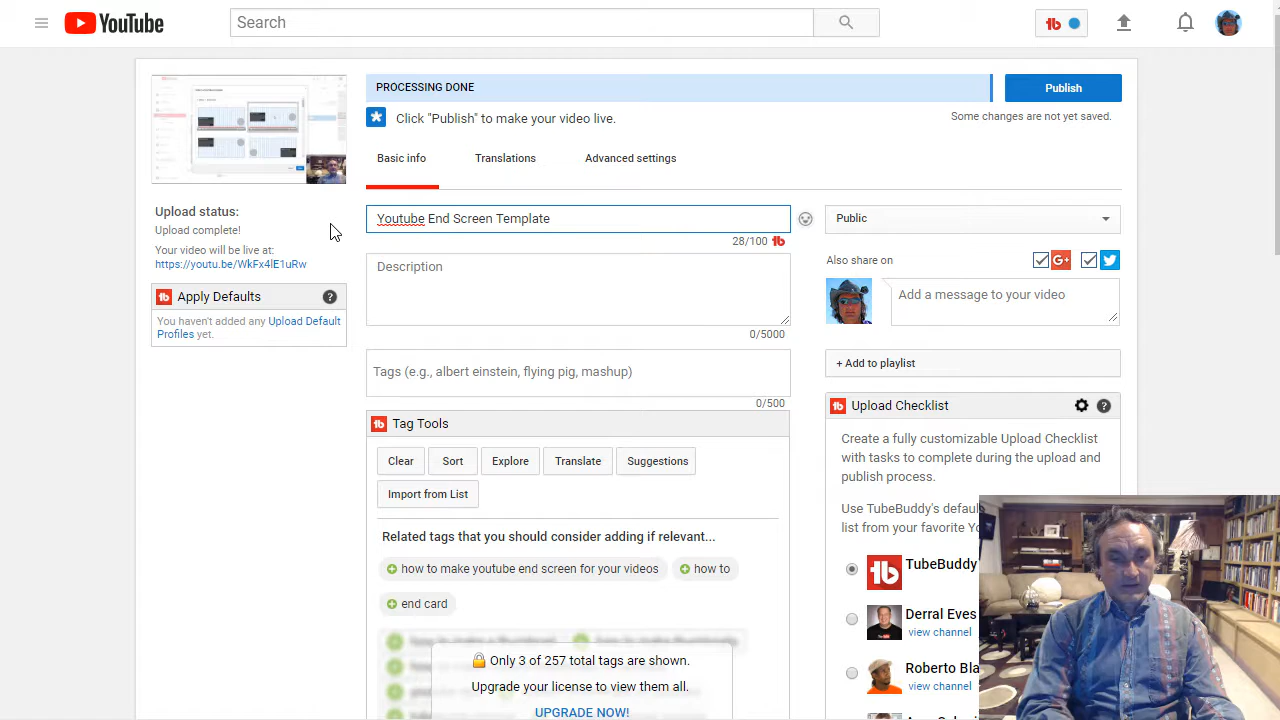 YouTube
Search
PROCESSING DONE
Publish
Click "Publish" to make your video live.
Some changes are not yet saved.
Basic info
Translations
Advanced settings
Upload status:
Upload complete!
Your video will be live at:
https://youtu.be/WkFx4lE1uRw
Youtube End Screen Template
28/100
Public
Also share on
G+
Description
0/5000
Add a message to your video
Apply Defaults
?
You haven't added any Upload Default
Profiles yet.
Tags (e.g., albert einstein, flying pig, mashup)
0/500
+ Add to playlist
Tag Tools
Clear
Sort
Explore
Translate
Suggestions
Import from List
Related tags that you should consider adding if relevant...
how to make youtube end screen for your videos
how to
end card
Only 3 of 257 total tags are shown.
Upgrade your license to view them all.
UPGRADE NOW!
Upload Checklist
?
Create a fully customizable Upload Checklist
with tasks to complete during the upload and
publish process.
Use TubeBuddy's defau
list from your favorite Yo
TubeBuddy
Derral Eves
view channel
Roberto Bla
view channel